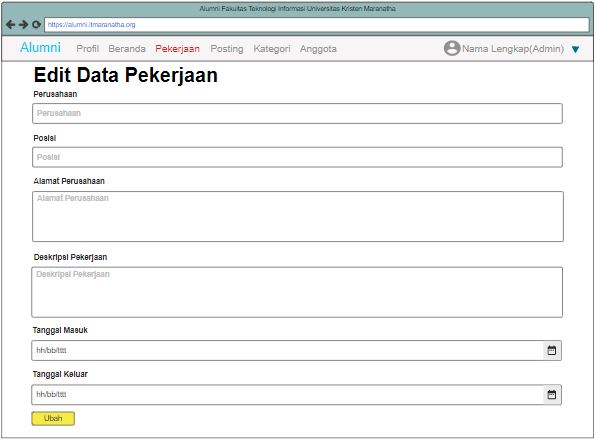 Alumni Fakultas Teknologi Informasi Universitas Kristen Maranatha
https://alumni.itmaranatha.org
Alumni Profil Beranda Pekerjaan Posting Kategori Anggota Nama Lengkap(Admin)
Edit Data Pekerjaan
Perusahaan
Perusahaan
Posisi
Posisi
Alamat Perusahaan
Alamat Perusahaan
Deskripsi Pekerjaan
Deskripsi Pekerjaan
Tanggal Masuk
hh/bb/tttt
Tanggal Keluar
hh/bb/tttt
Ubah